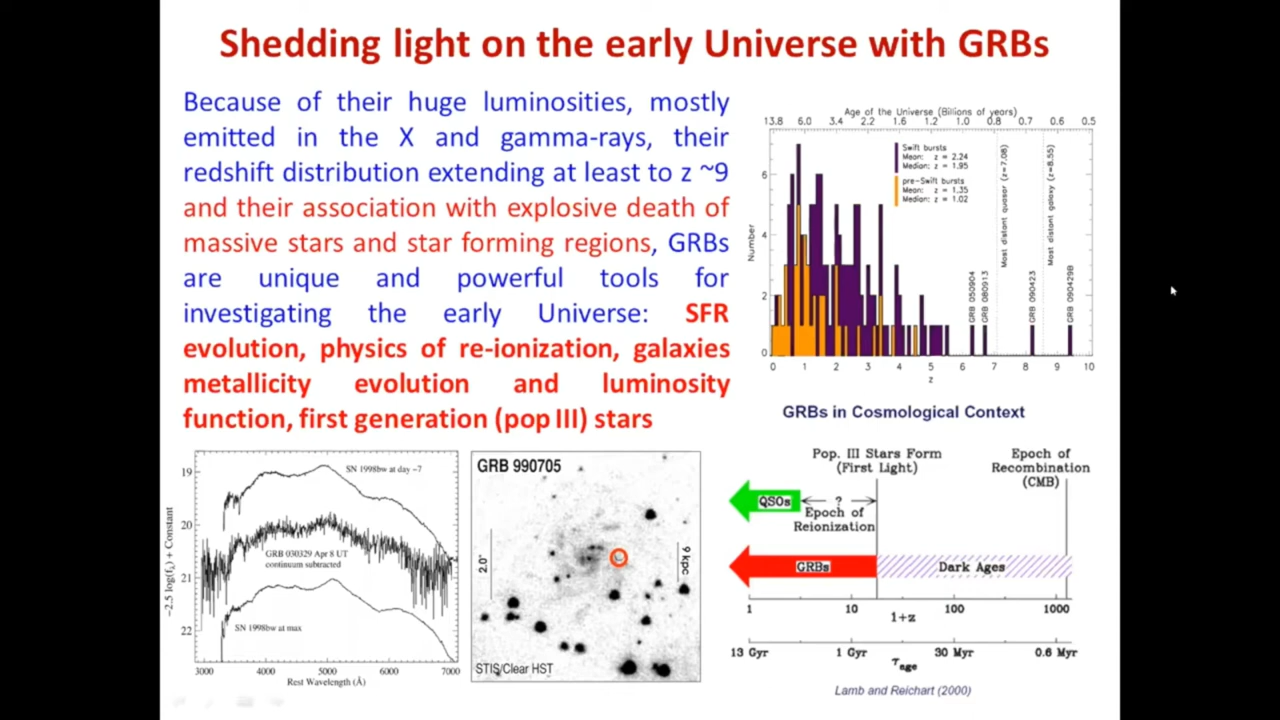 Shedding light on the early Universe with GRBs
Because of their huge luminosities, mostly
emitted in the X and gamma-rays, their
redshift distribution extending at least to z ~9
and their association with explosive death of
massive stars and star forming regions, GRBs
are unique and powerful tools for
investigating the early Universe: SFR
evolution, physics of re-ionization, galaxies
metallicity evolution and luminosity
function, first generation (pop III) stars
Age of the Universe (Billions of years)
13.8 6.0 3.4 2.2 1.6 1.2 1.0 0.8 0.7 0.6 0.5
Swift bursts
Mean: z = 2.24
Median: z = 1.95
pre-Swift bursts
Mean: z = 1.35
Median: z = 1.02
Number
6
4
2
0
GRB 050904
GRB 080913
Most distant quasar (z=7.08)
GRB 090423
Most distant galaxy (z=8.55)
GRB 090429B
0 1 2 3 4 5 6 7 8 9 10
z
GRBs in Cosmological Context
Pop. III Stars Form
(First Light)
Epoch of
Recombination
(CMB)
QSOs
?
Epoch of
Reionization
GRBs
Dark Ages
1 10 100 1000
1+z
13 Gyr 1 Gyr 30 Myr 0.6 Myr
τage
Lamb and Reichart (2000)
−2.5 log(fλ) + Constant
19
20
21
22
SN 1998bw at day −7
GRB 030329 Apr 8 UT
continuum subtracted
SN 1998bw at max
3000 4000 5000 6000 7000
Rest Wavelength (Å)
GRB 990705
2.0"
9 kpc
STIS/Clear HST